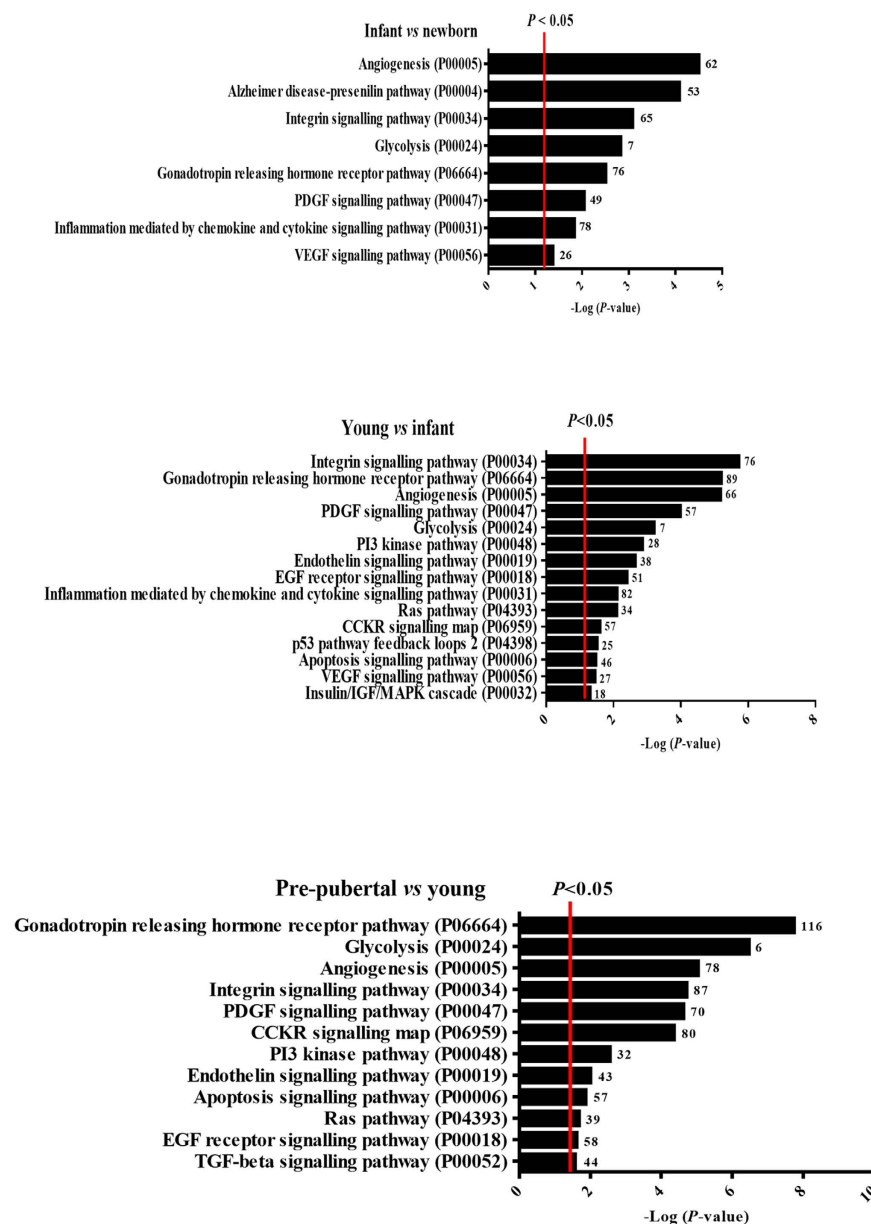 Infant vs newborn
P < 0.05
Angiogenesis (P00005) 62
Alzheimer disease-presenilin pathway (P00004) 53
Integrin signalling pathway (P00034) 65
Glycolysis (P00024) 7
Gonadotropin releasing hormone receptor pathway (P06664) 76
PDGF signalling pathway (P00047) 49
Inflammation mediated by chemokine and cytokine signalling pathway (P00031) 78
VEGF signalling pathway (P00056) 26
0 1 2 3 4 5
-Log (P-value)
Young vs infant
P<0.05
Integrin signalling pathway (P00034) 76
Gonadotropin releasing hormone receptor pathway (P06664) 89
Angiogenesis (P00005) 66
PDGF signalling pathway (P00047) 57
Glycolysis (P00024) 7
PI3 kinase pathway (P00048) 28
Endothelin signalling pathway (P00019) 38
EGF receptor signalling pathway (P00018) 51
Inflammation mediated by chemokine and cytokine signalling pathway (P00031) 82
Ras pathway (P04393) 34
CCKR signalling map (P06959) 57
p53 pathway feedback loops 2 (P04398) 25
Apoptosis signalling pathway (P00006) 46
VEGF signalling pathway (P00056) 27
Insulin/IGF/MAPK cascade (P00032) 18
0 2 4 6 8
-Log (P-value)
Pre-pubertal vs young
P<0.05
Gonadotropin releasing hormone receptor pathway (P06664) 116
Glycolysis (P00024) 6
Angiogenesis (P00005) 78
Integrin signalling pathway (P00034) 87
PDGF signalling pathway (P00047) 70
CCKR signalling map (P06959) 80
PI3 kinase pathway (P00048) 32
Endothelin signalling pathway (P00019) 43
Apoptosis signalling pathway (P00006) 57
Ras pathway (P04393) 39
EGF receptor signalling pathway (P00018) 58
TGF-beta signalling pathway (P00052) 44
0 2 4 6 8 10
-Log (P-value)